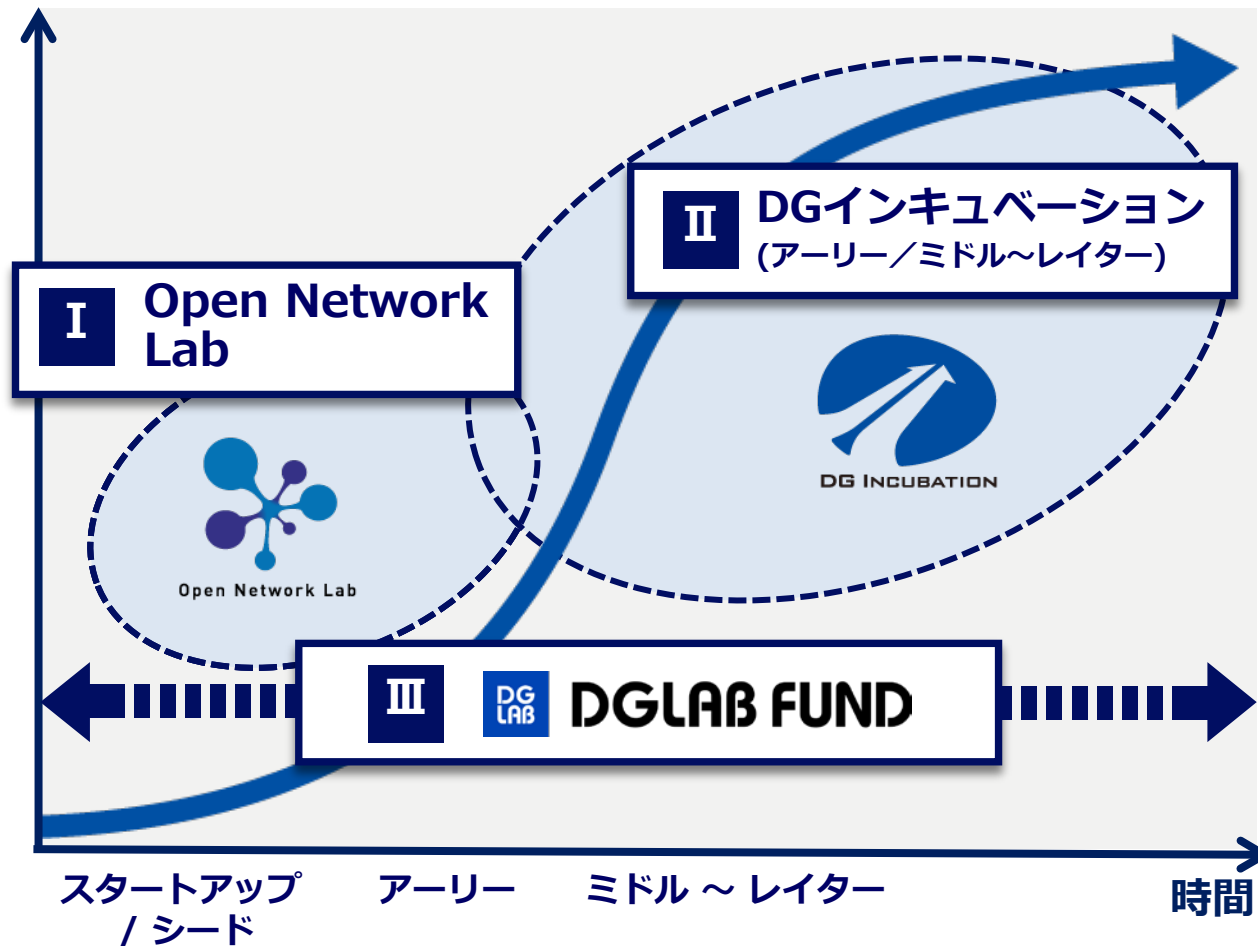 Ⅰ
Open Network
Lab
Ⅱ
DGインキュベーション
(アーリー／ミドル～レイター)
Open Network Lab
DG INCUBATION
Ⅲ
DG
LAB
DGLAB FUND
スタートアップ
/ シード
アーリー
ミドル ～ レイター
時間